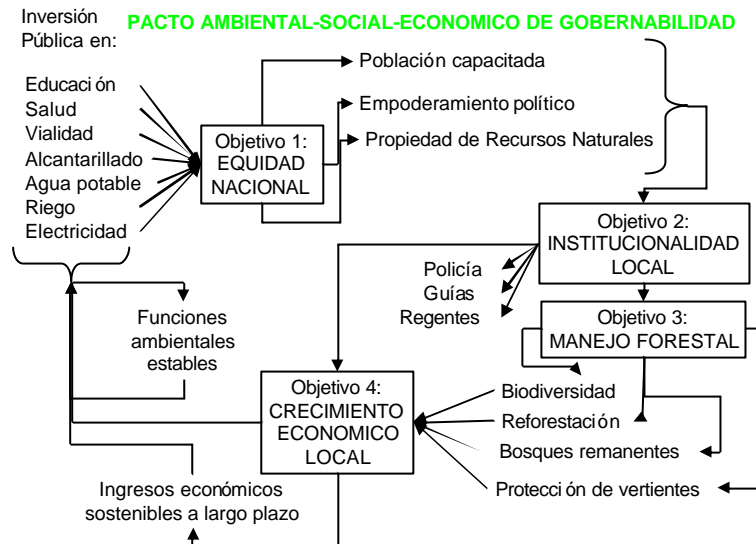 Inversión
Pública en:
PACTO AMBIENTAL-SOCIAL-ECONOMICO DE GOBERNABILIDAD
Educación
Salud
Vialidad
Alcantarillado
Agua potable
Riego
Electricidad
Objetivo 1:
EQUIDAD
NACIONAL
Población capacitada
Empoderamiento político
Propiedad de Recursos Naturales
Objetivo 2:
INSTITUCIONALIDAD
LOCAL
Policía
Guías
Regentes
Objetivo 3:
MANEJO FORESTAL
Funciones
ambientales
estables
Objetivo 4:
CRECIMIENTO
ECONOMICO
LOCAL
Biodiversidad
Reforestación
Bosques remanentes
Protección de vertientes
Ingresos económicos
sostenibles a largo plazo